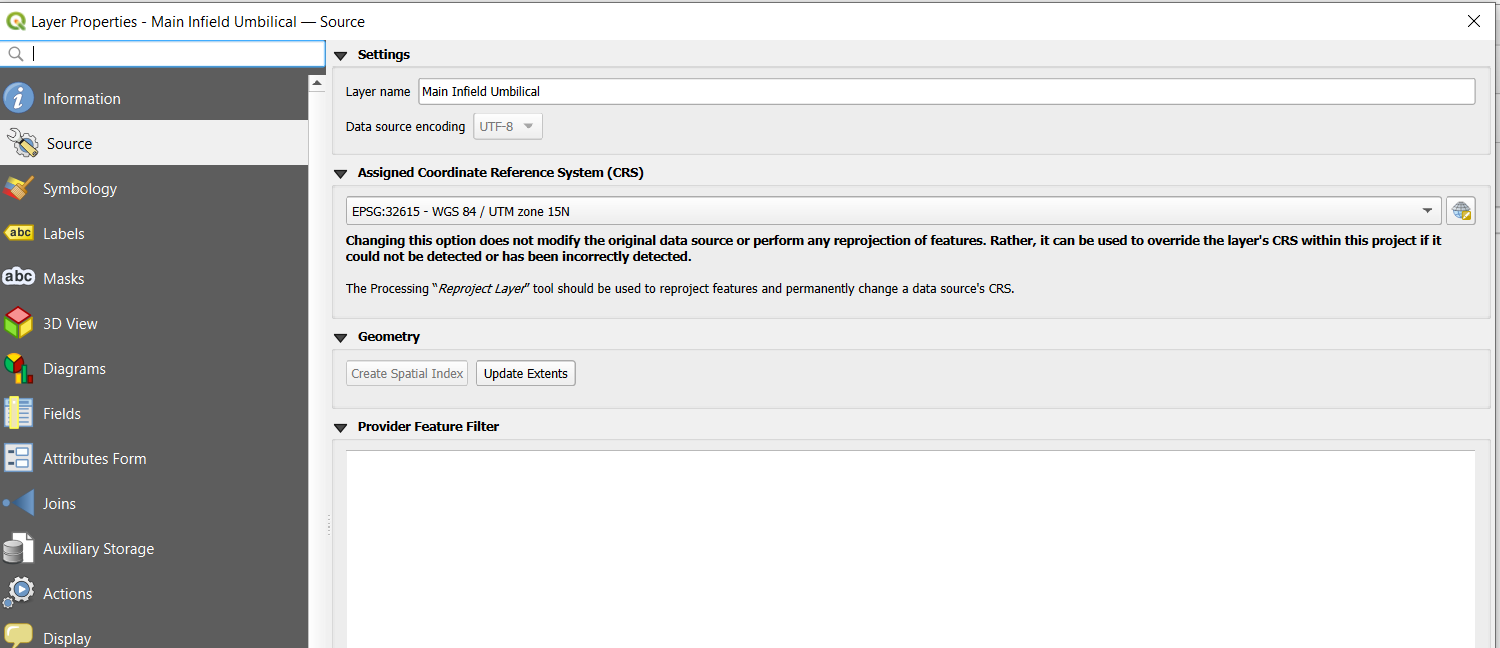 Layer Properties - Main Infield Umbilical — Source
Information
Source
Symbology
abc Labels
abc Masks
3D View
Diagrams
Fields
Attributes Form
Joins
Auxiliary Storage
Actions
Display
Settings
Layer name Main Infield Umbilical
Data source encoding UTF-8
Assigned Coordinate Reference System (CRS)
EPSG:32615 - WGS 84 / UTM zone 15N
Changing this option does not modify the original data source or perform any reprojection of features. Rather, it can be used to override the layer's CRS within this project if it
could not be detected or has been incorrectly detected.
The Processing “Reproject Layer” tool should be used to reproject features and permanently change a data source's CRS.
Geometry
Create Spatial Index Update Extents
Provider Feature Filter